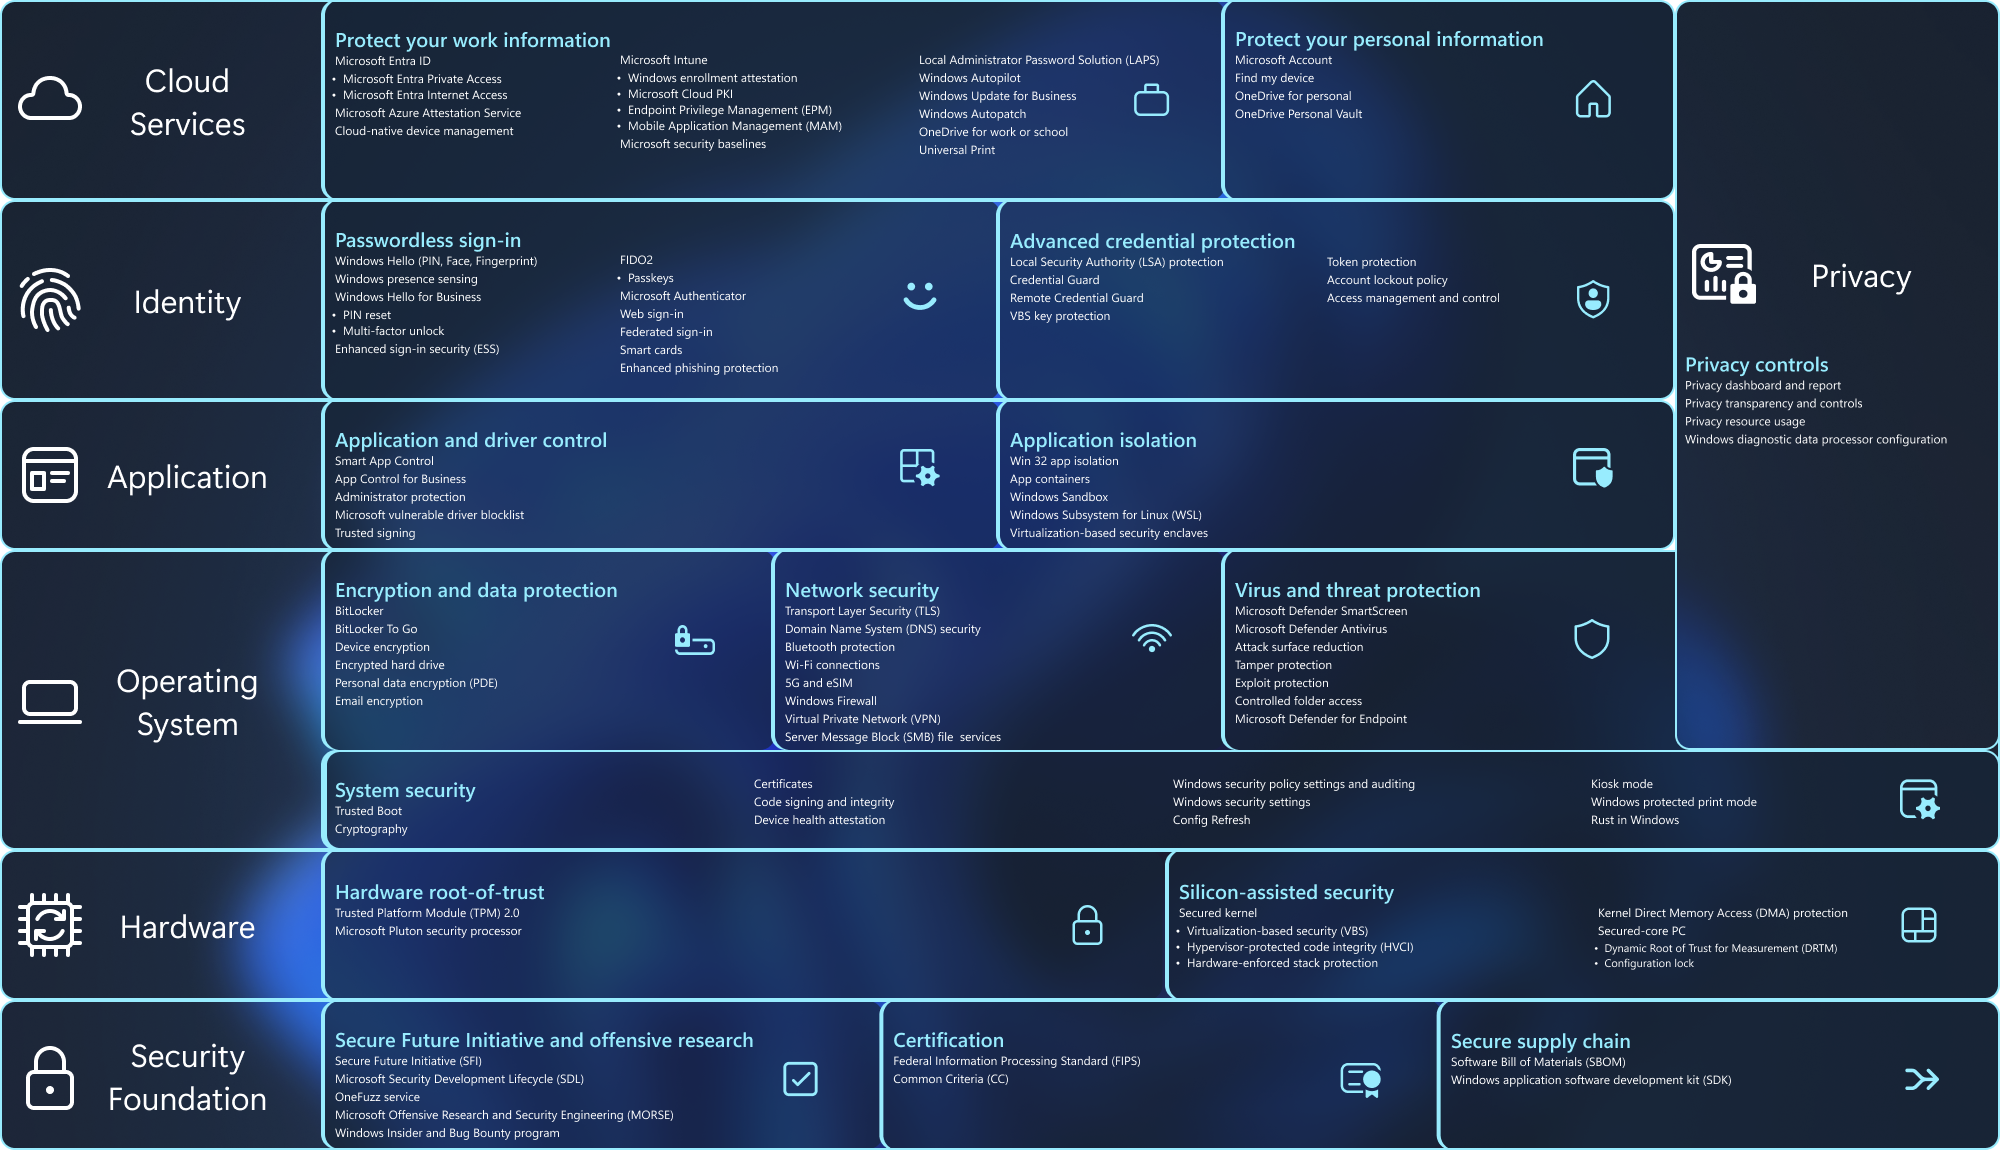 Cloud
Services
Protect your work information
Microsoft Entra ID
• Microsoft Entra Private Access
• Microsoft Entra Internet Access
Microsoft Azure Attestation Service
Cloud-native device management
Microsoft Intune
• Windows enrollment attestation
• Microsoft Cloud PKI
• Endpoint Privilege Management (EPM)
• Mobile Application Management (MAM)
Microsoft security baselines
Local Administrator Password Solution (LAPS)
Windows Autopilot
Windows Update for Business
Windows Autopatch
OneDrive for work or school
Universal Print
Protect your personal information
Microsoft Account
Find my device
OneDrive for personal
OneDrive Personal Vault
Identity
Passwordless sign-in
Windows Hello (PIN, Face, Fingerprint)
Windows presence sensing
Windows Hello for Business
• PIN reset
• Multi-factor unlock
Enhanced sign-in security (ESS)
FIDO2
• Passkeys
Microsoft Authenticator
Web sign-in
Federated sign-in
Smart cards
Enhanced phishing protection
Advanced credential protection
Local Security Authority (LSA) protection
Credential Guard
Remote Credential Guard
VBS key protection
Token protection
Account lockout policy
Access management and control
Privacy
Privacy controls
Privacy dashboard and report
Privacy transparency and controls
Privacy resource usage
Windows diagnostic data processor configuration
Application
Application and driver control
Smart App Control
App Control for Business
Administrator protection
Microsoft vulnerable driver blocklist
Trusted signing
Application isolation
Win 32 app isolation
App containers
Windows Sandbox
Windows Subsystem for Linux (WSL)
Virtualization-based security enclaves
Operating
System
Encryption and data protection
BitLocker
BitLocker To Go
Device encryption
Encrypted hard drive
Personal data encryption (PDE)
Email encryption
Network security
Transport Layer Security (TLS)
Domain Name System (DNS) security
Bluetooth protection
Wi-Fi connections
5G and eSIM
Windows Firewall
Virtual Private Network (VPN)
Server Message Block (SMB) file  services
Virus and threat protection
Microsoft Defender SmartScreen
Microsoft Defender Antivirus
Attack surface reduction
Tamper protection
Exploit protection
Controlled folder access
Microsoft Defender for Endpoint
System security
Trusted Boot
Cryptography
Certificates
Code signing and integrity
Device health attestation
Windows security policy settings and auditing
Windows security settings
Config Refresh
Kiosk mode
Windows protected print mode
Rust in Windows
Hardware
Hardware root-of-trust
Trusted Platform Module (TPM) 2.0
Microsoft Pluton security processor
Silicon-assisted security
Secured kernel
• Virtualization-based security (VBS)
• Hypervisor-protected code integrity (HVCI)
• Hardware-enforced stack protection
Kernel Direct Memory Access (DMA) protection
Secured-core PC
• Dynamic Root of Trust for Measurement (DRTM)
• Configuration lock
Security
Foundation
Secure Future Initiative and offensive research
Secure Future Initiative (SFI)
Microsoft Security Development Lifecycle (SDL)
OneFuzz service
Microsoft Offensive Research and Security Engineering (MORSE)
Windows Insider and Bug Bounty program
Certification
Federal Information Processing Standard (FIPS)
Common Criteria (CC)
Secure supply chain
Software Bill of Materials (SBOM)
Windows application software development kit (SDK)